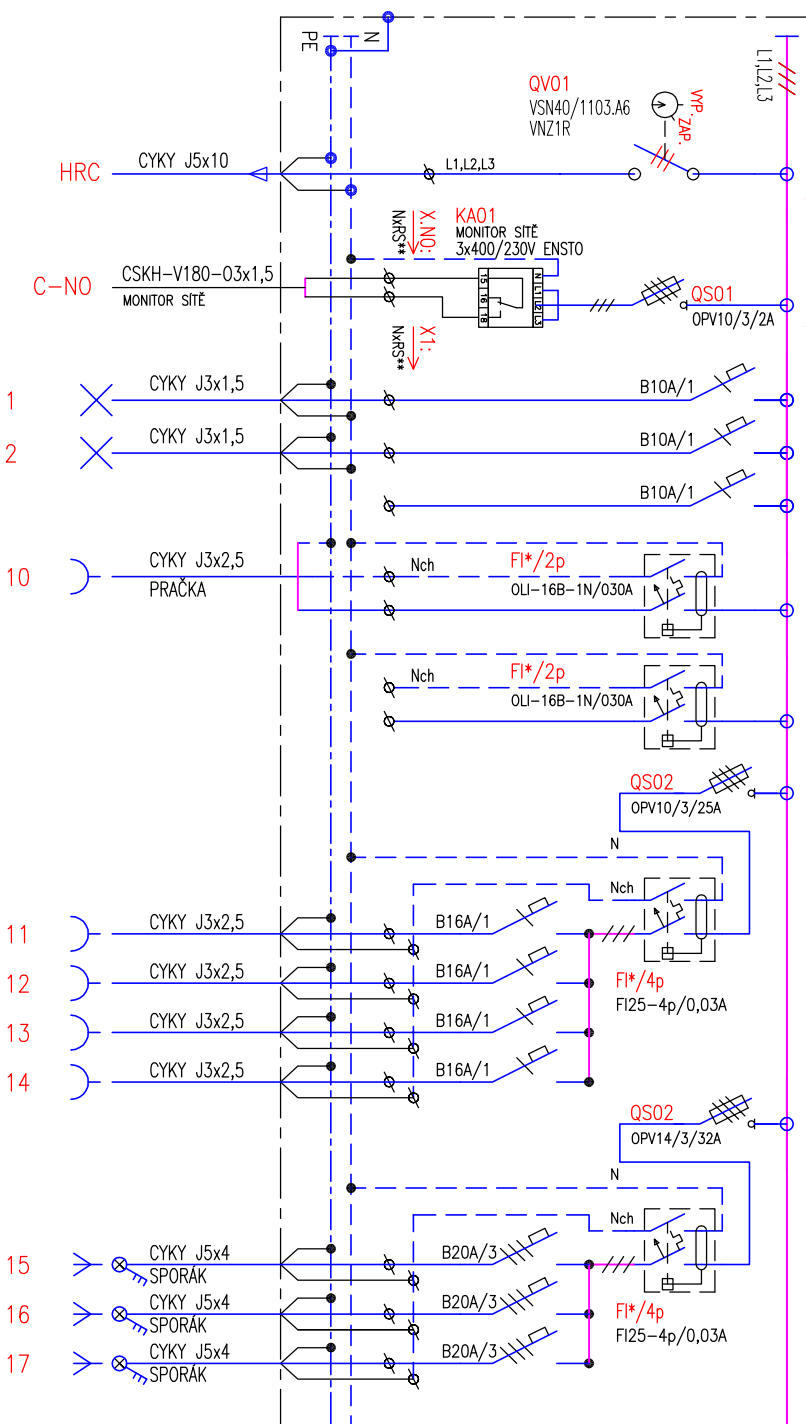 PE
N
L1,L2,L3
QV01
VSN40/1103.A6
VNZ1R
VYP.
ZAP.
HRC
CYKY J5x10
L1,L2,L3
C-NO
CSKH-V180-03x1,5
MONITOR SÍTĚ
X.NO:
NxRS**
KA01
MONITOR SÍTĚ
3x400/230V ENSTO
15
16
18
N
L1
L2
L3
QS01
OPV10/3/2A
X1:
NxRS**
1
CYKY J3x1,5
B10A/1
2
CYKY J3x1,5
B10A/1
B10A/1
10
CYKY J3x2,5
PRAČKA
Nch
FI*/2p
OLI-16B-1N/030A
Nch
FI*/2p
OLI-16B-1N/030A
QS02
OPV10/3/25A
N
Nch
11
CYKY J3x2,5
B16A/1
12
CYKY J3x2,5
B16A/1
FI*/4p
FI25-4p/0,03A
13
CYKY J3x2,5
B16A/1
14
CYKY J3x2,5
B16A/1
QS02
OPV14/3/32A
N
Nch
15
CYKY J5x4
SPORÁK
B20A/3
16
CYKY J5x4
SPORÁK
B20A/3
FI*/4p
FI25-4p/0,03A
17
CYKY J5x4
SPORÁK
B20A/3